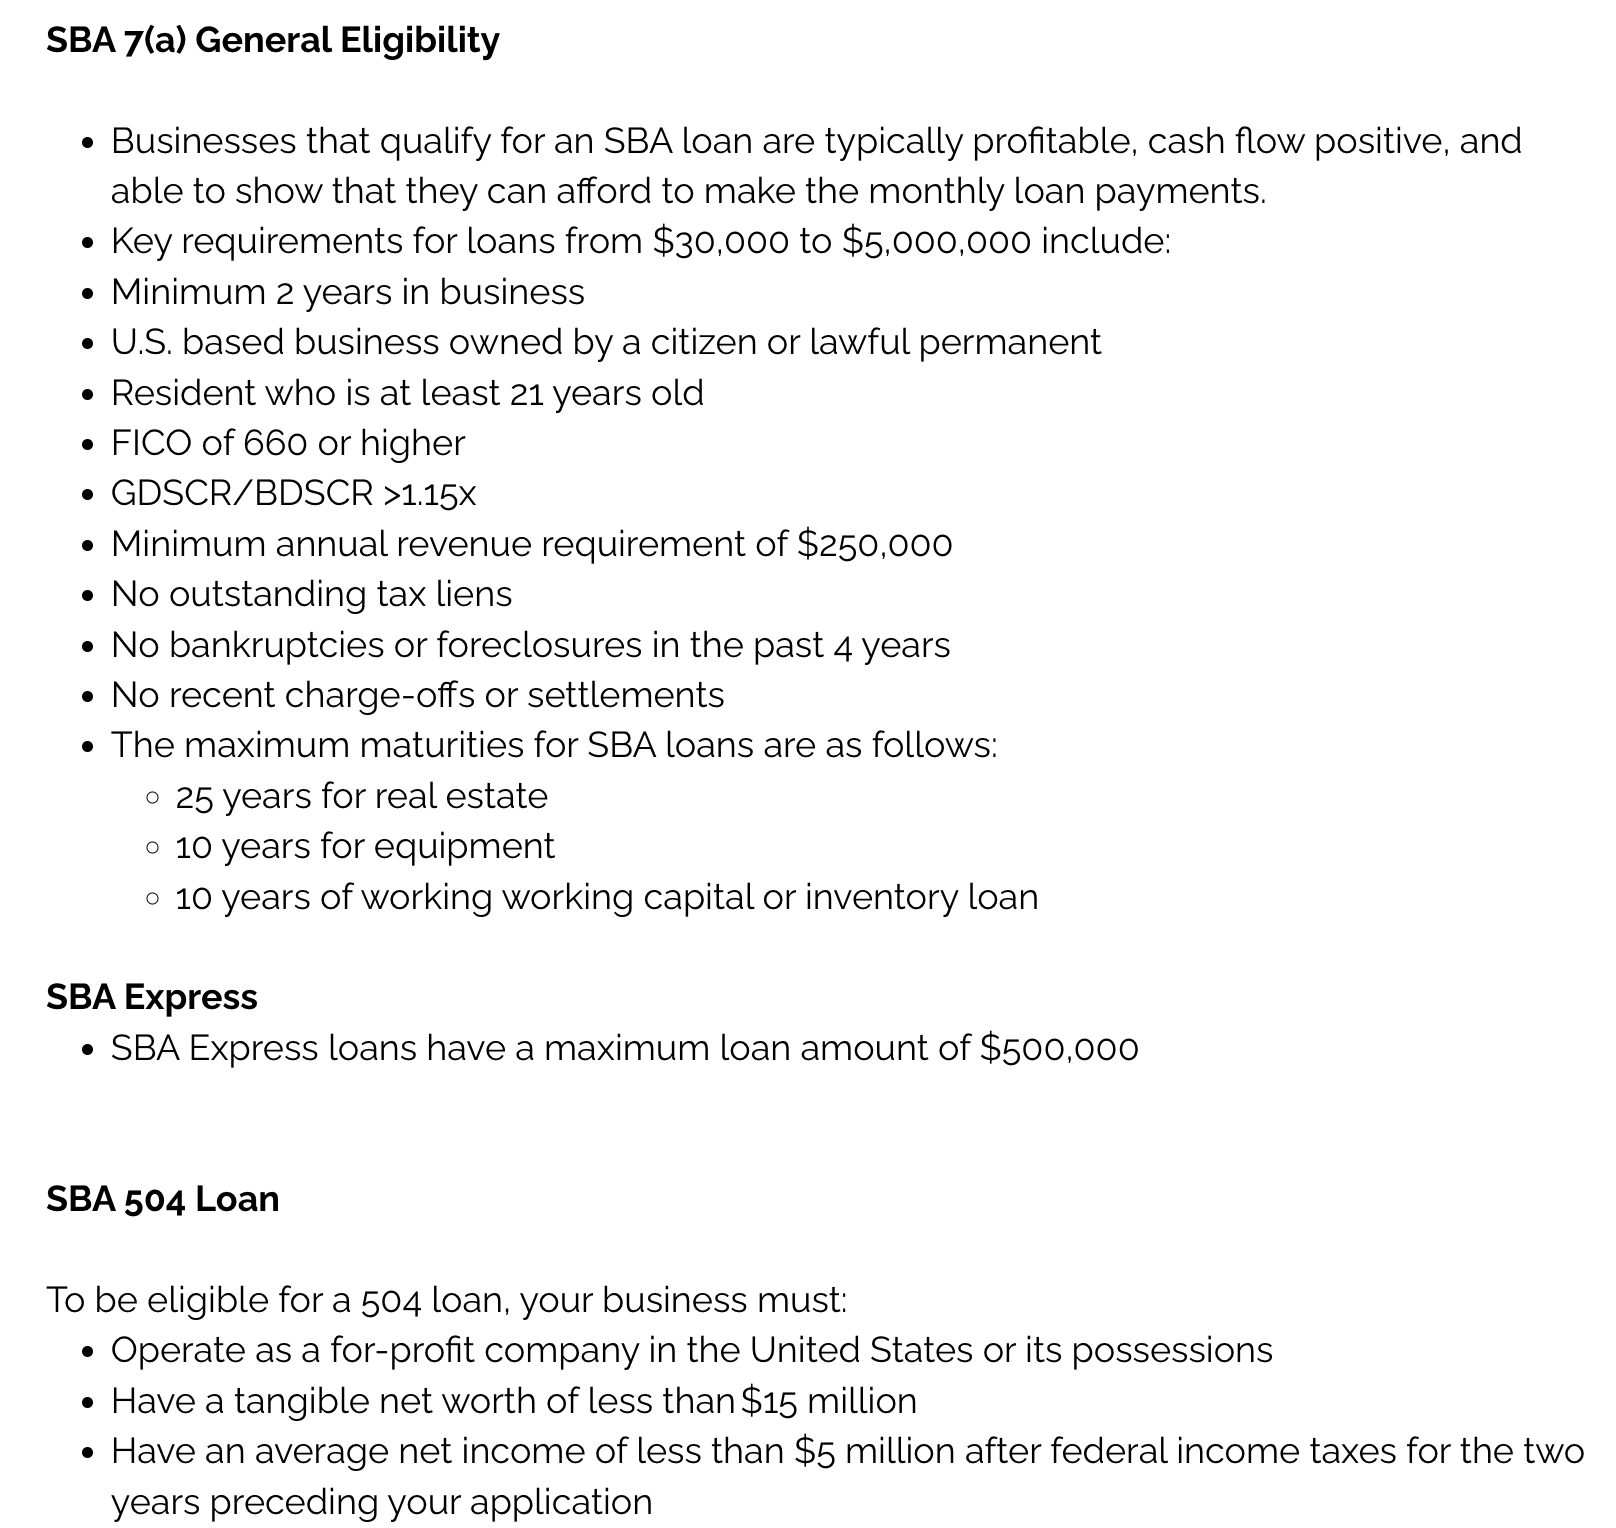 SBA 7(a) General Eligibility
Businesses that qualify for an SBA loan are typically profitable, cash flow positive, and
able to show that they can afford to make the monthly loan payments.
Key requirements for loans from $30,000 to $5,000,000 include:
Minimum 2 years in business
U.S. based business owned by a citizen or lawful permanent
Resident who is at least 21 years old
FICO of 660 or higher
GDSCR/BDSCR >1.15x
Minimum annual revenue requirement of $250,000
No outstanding tax liens
No bankruptcies or foreclosures in the past 4 years
No recent charge-offs or settlements
The maximum maturities for SBA loans are as follows:
25 years for real estate
10 years for equipment
10 years of working working capital or inventory loan
SBA Express
SBA Express loans have a maximum loan amount of $500,000
SBA 504 Loan
To be eligible for a 504 loan, your business must:
Operate as a for-profit company in the United States or its possessions
Have a tangible net worth of less than $15 million
Have an average net income of less than $5 million after federal income taxes for the two
years preceding your application